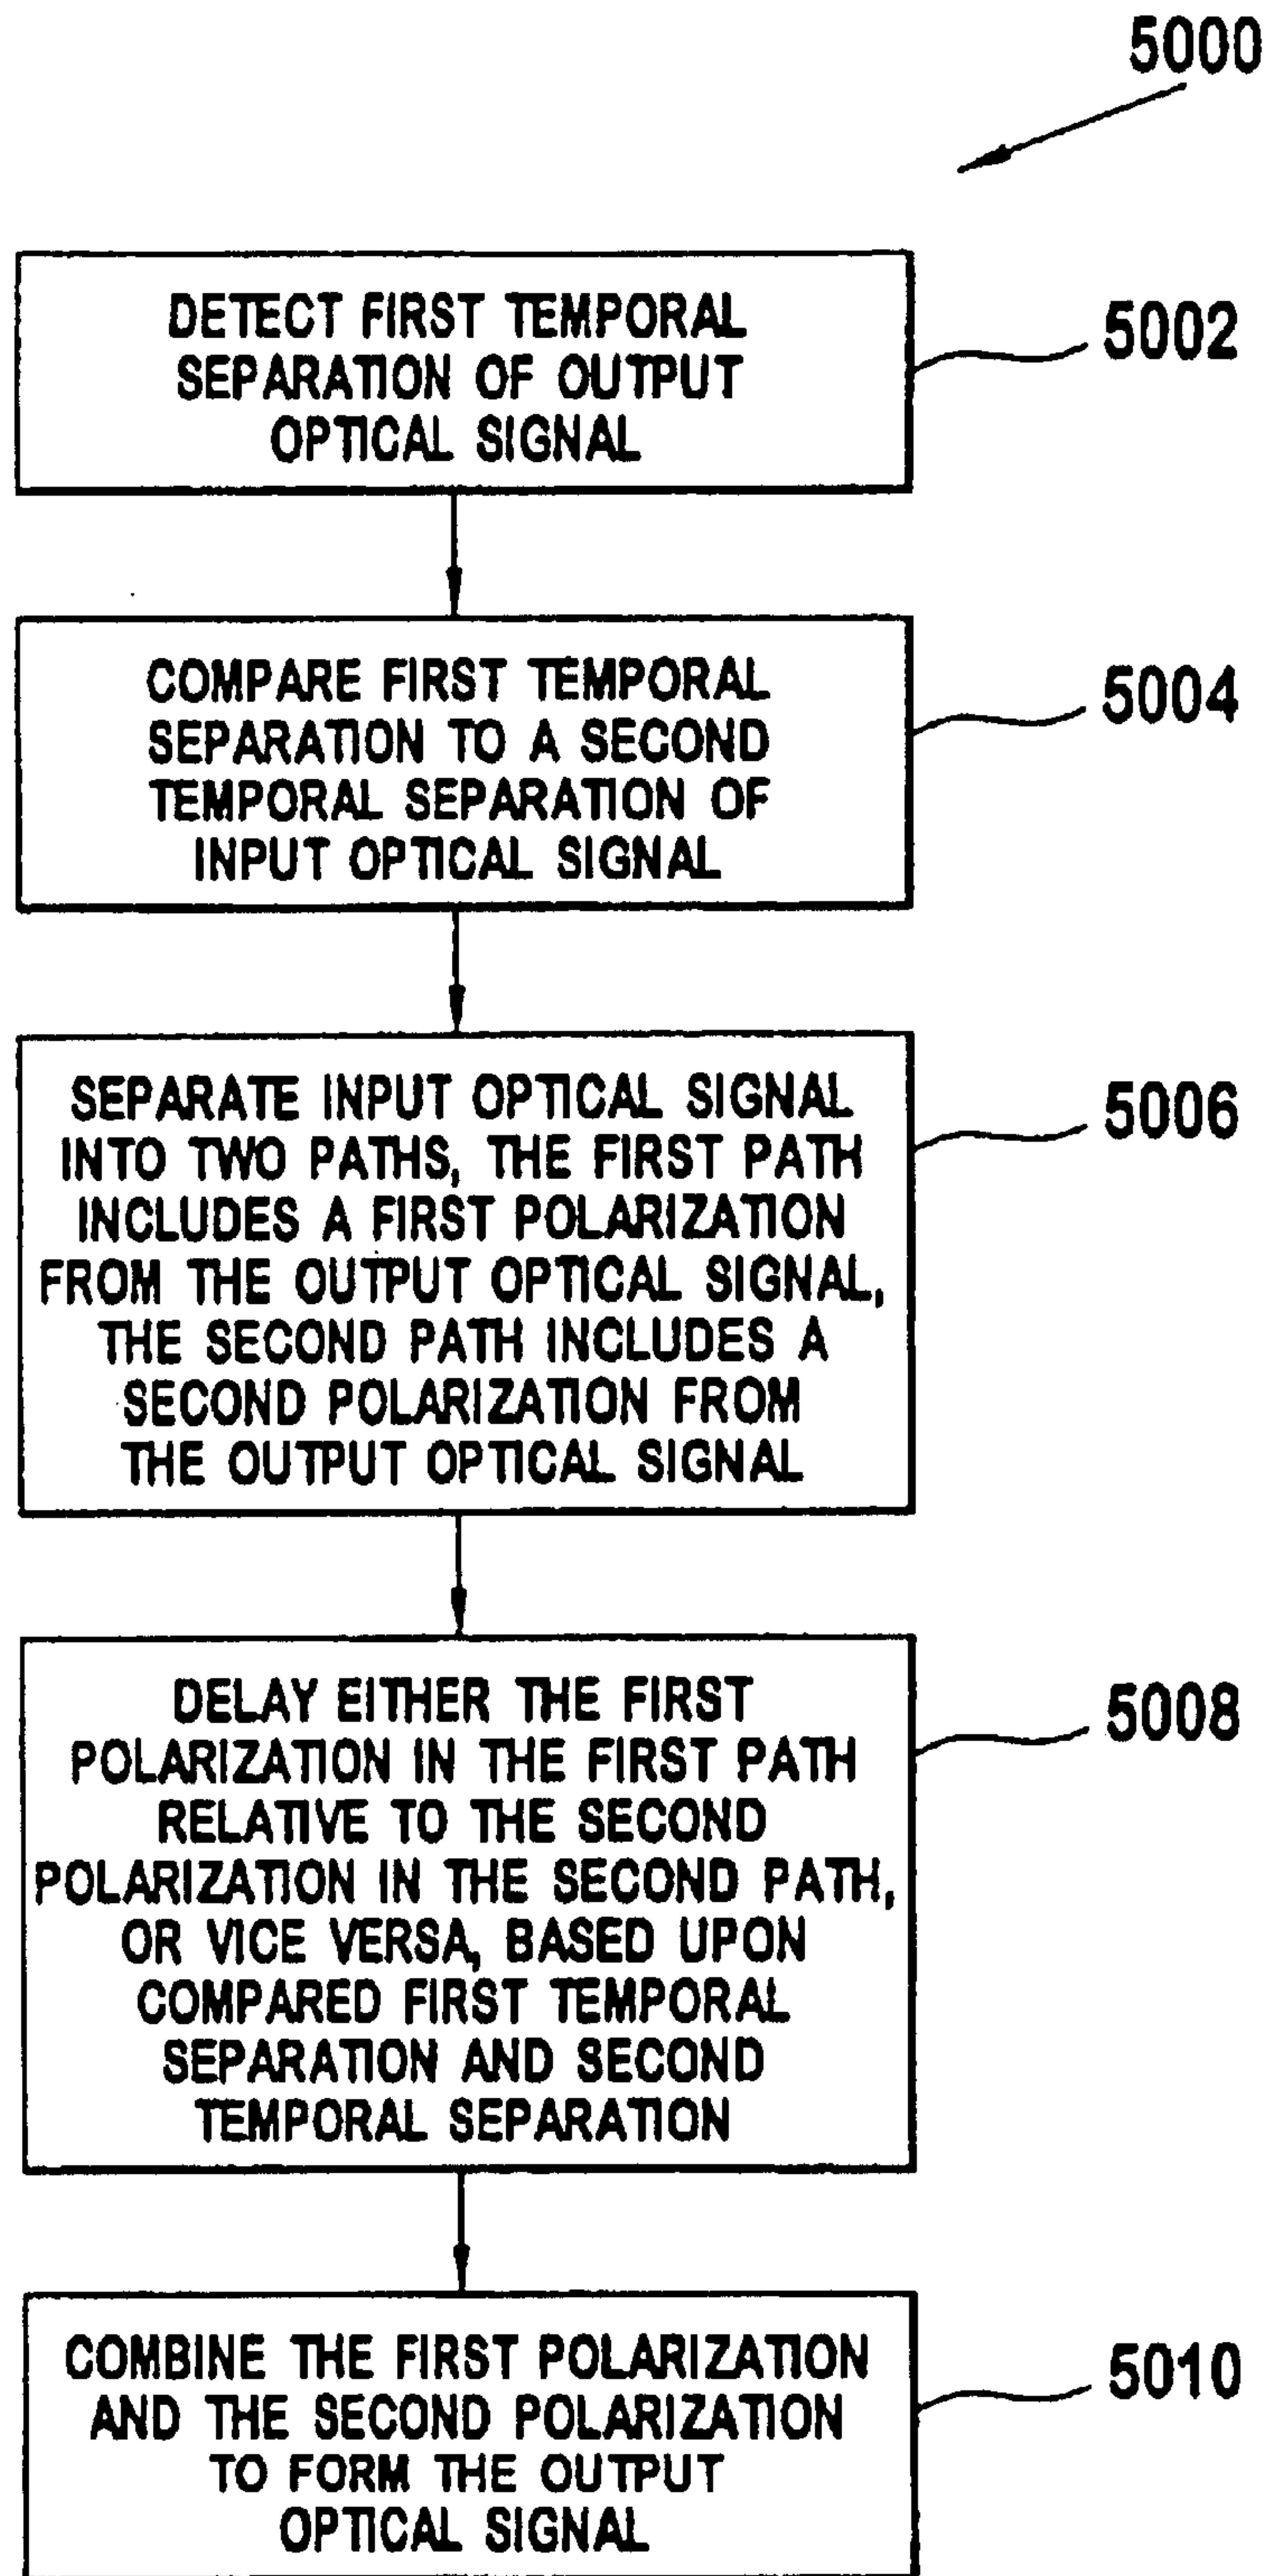 5000
DETECT FIRST TEMPORAL
SEPARATION OF OUTPUT
OPTICAL SIGNAL
5002
COMPARE FIRST TEMPORAL
SEPARATION TO A SECOND
TEMPORAL SEPARATION OF
INPUT OPTICAL SIGNAL
5004
SEPARATE INPUT OPTICAL SIGNAL
INTO TWO PATHS, THE FIRST PATH
INCLUDES A FIRST POLARIZATION
FROM THE OUTPUT OPTICAL SIGNAL,
THE SECOND PATH INCLUDES A
SECOND POLARIZATION FROM
THE OUTPUT OPTICAL SIGNAL
5006
DELAY EITHER THE FIRST
POLARIZATION IN THE FIRST PATH
RELATIVE TO THE SECOND
POLARIZATION IN THE SECOND PATH,
OR VICE VERSA, BASED UPON
COMPARED FIRST TEMPORAL
SEPARATION AND SECOND
TEMPORAL SEPARATION
5008
COMBINE THE FIRST POLARIZATION
AND THE SECOND POLARIZATION
TO FORM THE OUTPUT
OPTICAL SIGNAL
5010